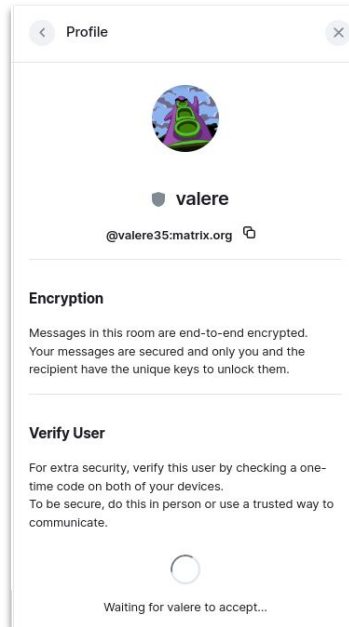 Profile
valere
@valere35:matrix.org
Encryption
Messages in this room are end-to-end encrypted.
Your messages are secured and only you and the
recipient have the unique keys to unlock them.
Verify User
For extra security, verify this user by checking a one-
time code on both of your devices.
To be secure, do this in person or use a trusted way to
communicate.
Waiting for valere to accept...